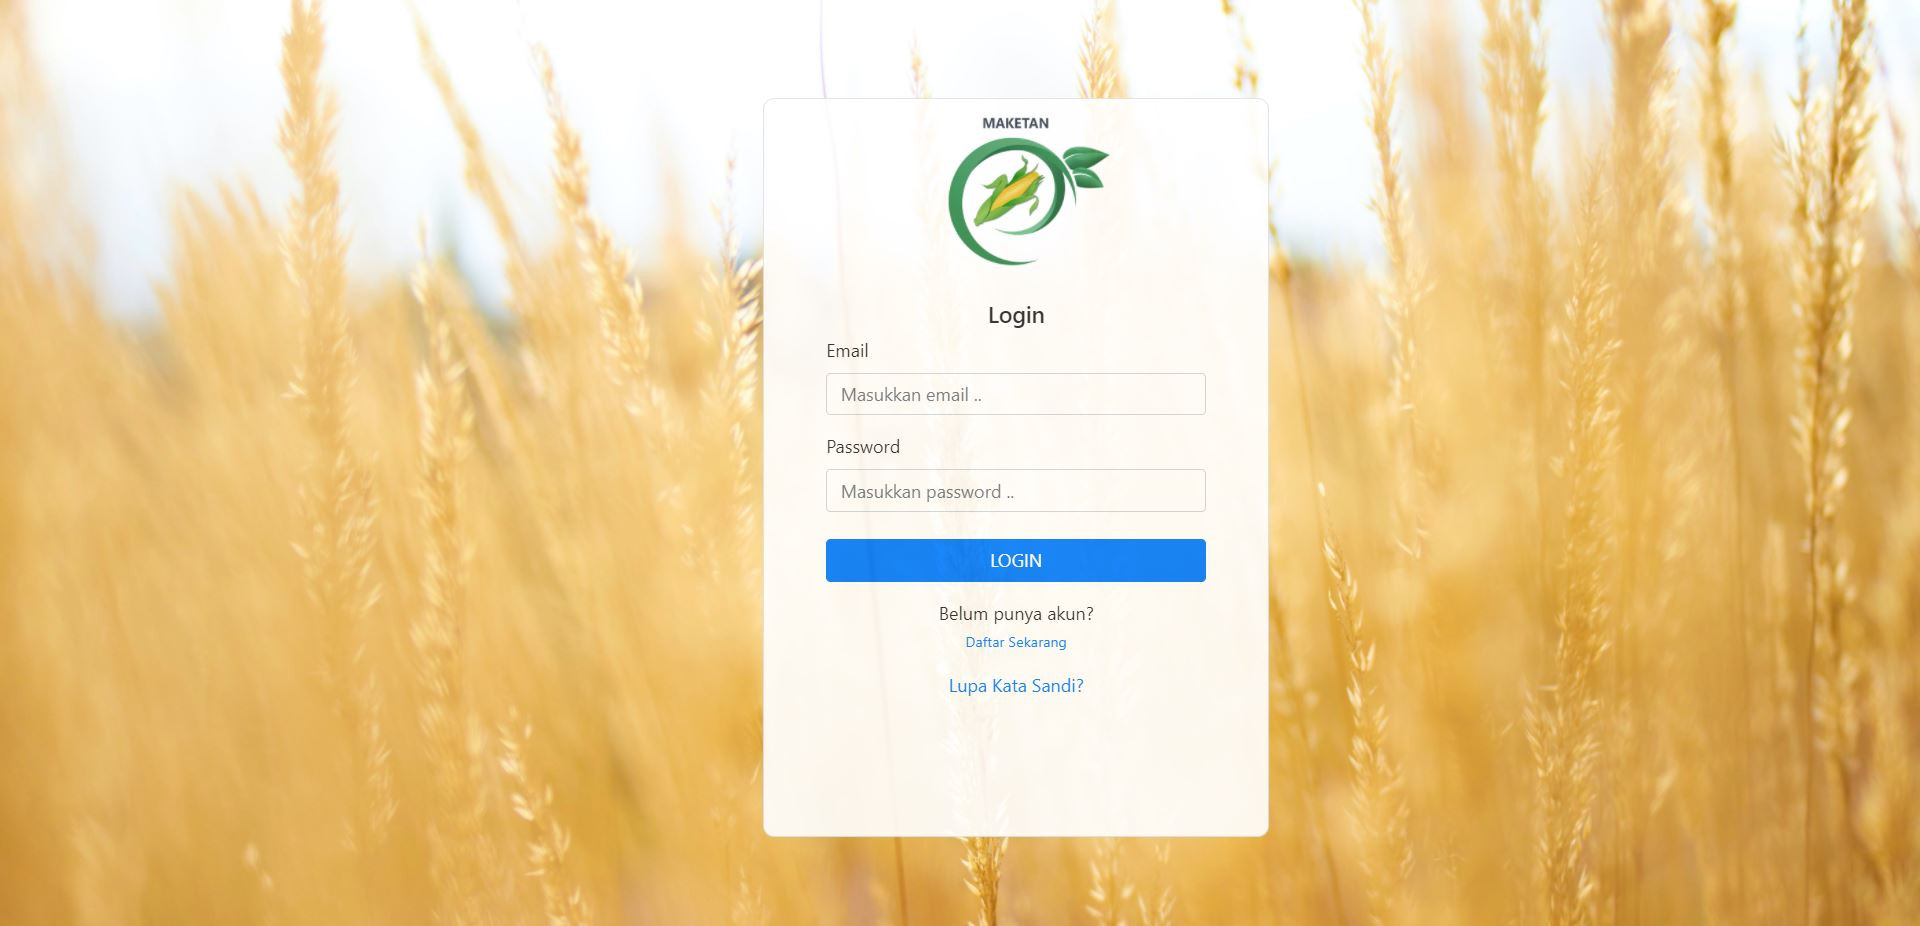 MAKETAN
Login
Email
Masukkan email ..
Password
Masukkan password ..
LOGIN
Belum punya akun?
Daftar Sekarang
Lupa Kata Sandi?